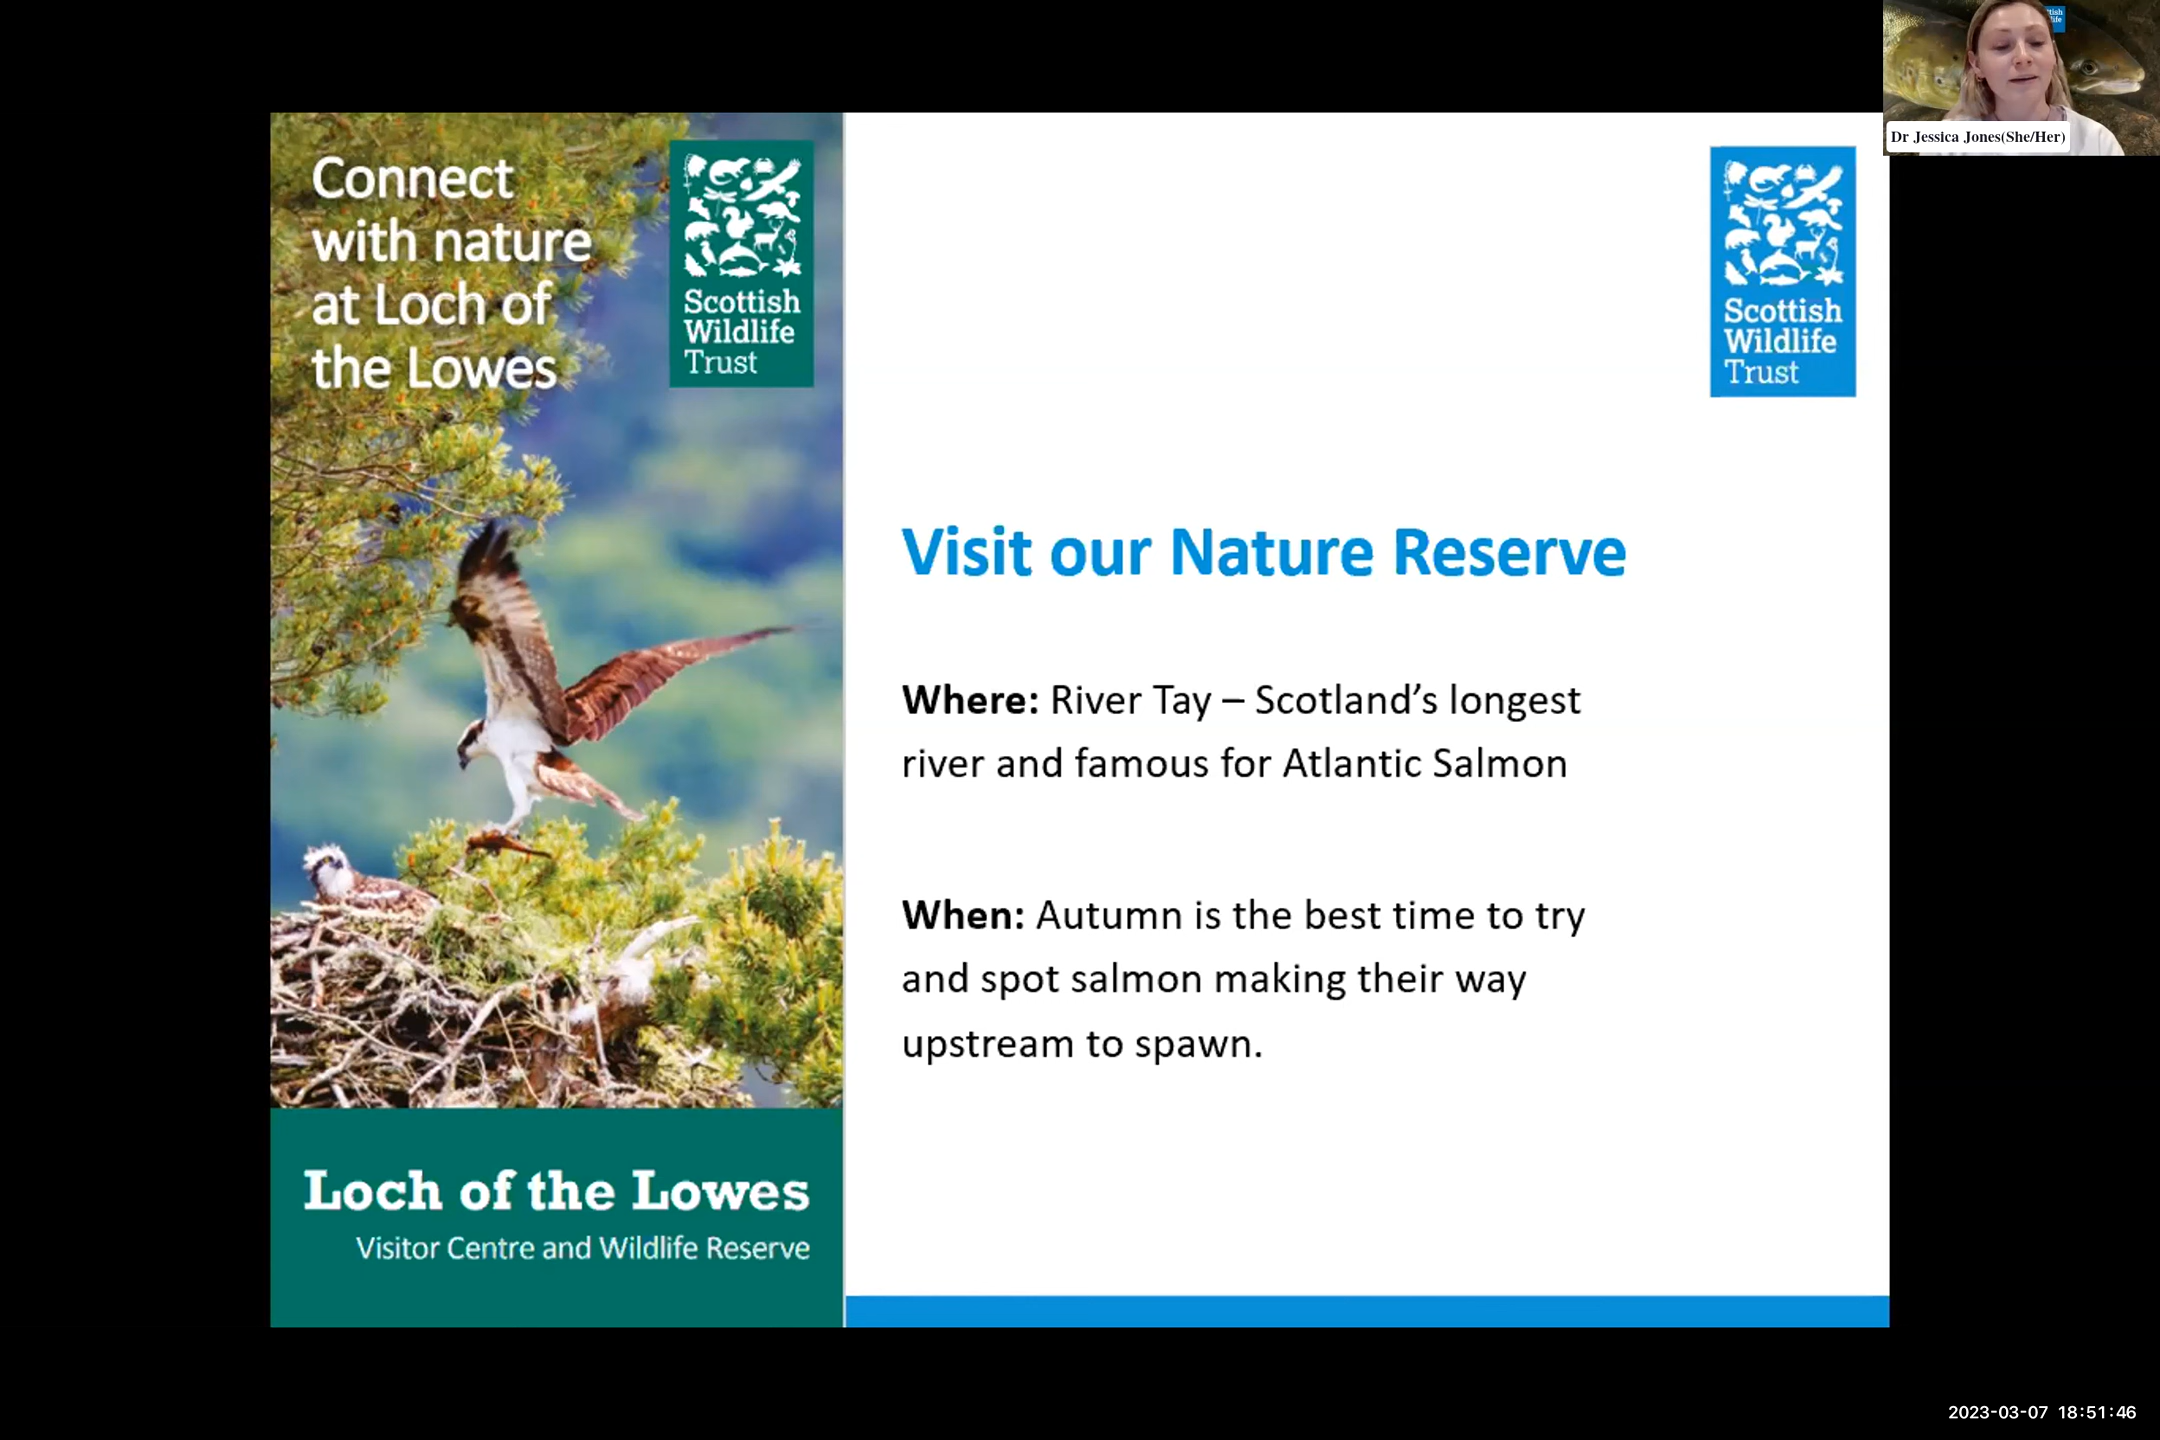 Connect
with nature
at Loch of
the Lowes
Scottish
Wildlife
Trust
Loch of the Lowes
Visitor Centre and Wildlife Reserve
Scottish
Wildlife
Trust
Visit our Nature Reserve
Where: River Tay – Scotland’s longest
river and famous for Atlantic Salmon
When: Autumn is the best time to try
and spot salmon making their way
upstream to spawn.
Dr Jessica Jones(She/Her)
2023-03-07 18:51:46